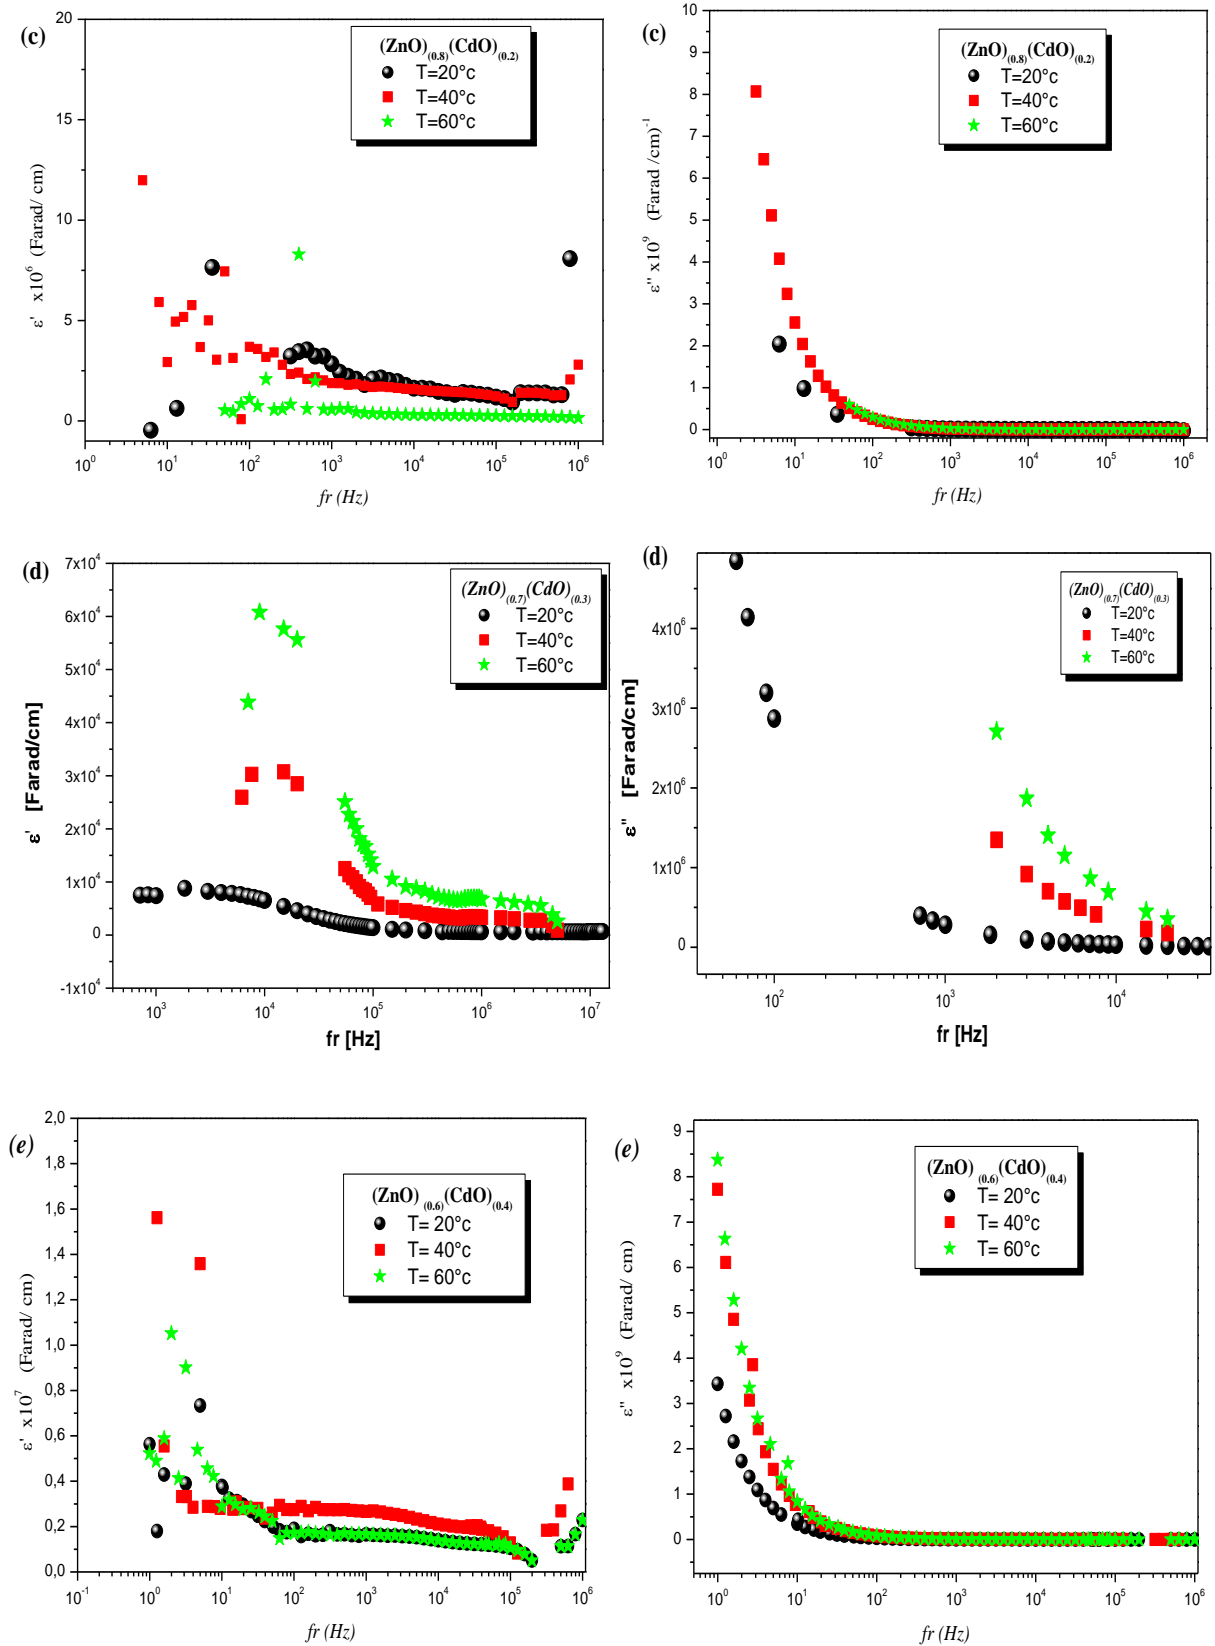 (c)
ε' x10^6 (Farad/ cm)
20
15
10
5
0
(ZnO)_(0.8)(CdO)_(0.2)
T=20°c
T=40°c
T=60°c
10^0 10^1 10^2 10^3 10^4 10^5 10^6
fr (Hz)
(c)
ε'' x10^9 (Farad /cm)^-1
10
9
8
7
6
5
4
3
2
1
0
(ZnO)_(0.8)(CdO)_(0.2)
T=20°c
T=40°c
T=60°c
10^0 10^1 10^2 10^3 10^4 10^5 10^6
fr (Hz)
(d)
ε' [Farad/cm]
7x10^4
6x10^4
5x10^4
4x10^4
3x10^4
2x10^4
1x10^4
0
-1x10^4
(ZnO)_(0.7)(CdO)_(0.3)
T=20°c
T=40°c
T=60°c
10^3 10^4 10^5 10^6 10^7
fr [Hz]
(d)
ε'' [Farad/cm]
4x10^6
3x10^6
2x10^6
1x10^6
0
(ZnO)_(0.7)(CdO)_(0.3)
T=20°c
T=40°c
T=60°c
10^2 10^3 10^4
fr [Hz]
(e)
ε' x10^7 (Farad/ cm)
2,0
1,8
1,6
1,4
1,2
1,0
0,8
0,6
0,4
0,2
0,0
(ZnO)_(0.6)(CdO)_(0.4)
T= 20°c
T= 40°c
T= 60°c
10^-1 10^0 10^1 10^2 10^3 10^4 10^5 10^6
fr (Hz)
(e)
ε'' x10^9 (Farad/ cm)
9
8
7
6
5
4
3
2
1
0
(ZnO)_(0.6)(CdO)_(0.4)
T= 20°c
T= 40°c
T= 60°c
10^0 10^1 10^2 10^3 10^4 10^5 10^6
fr (Hz)